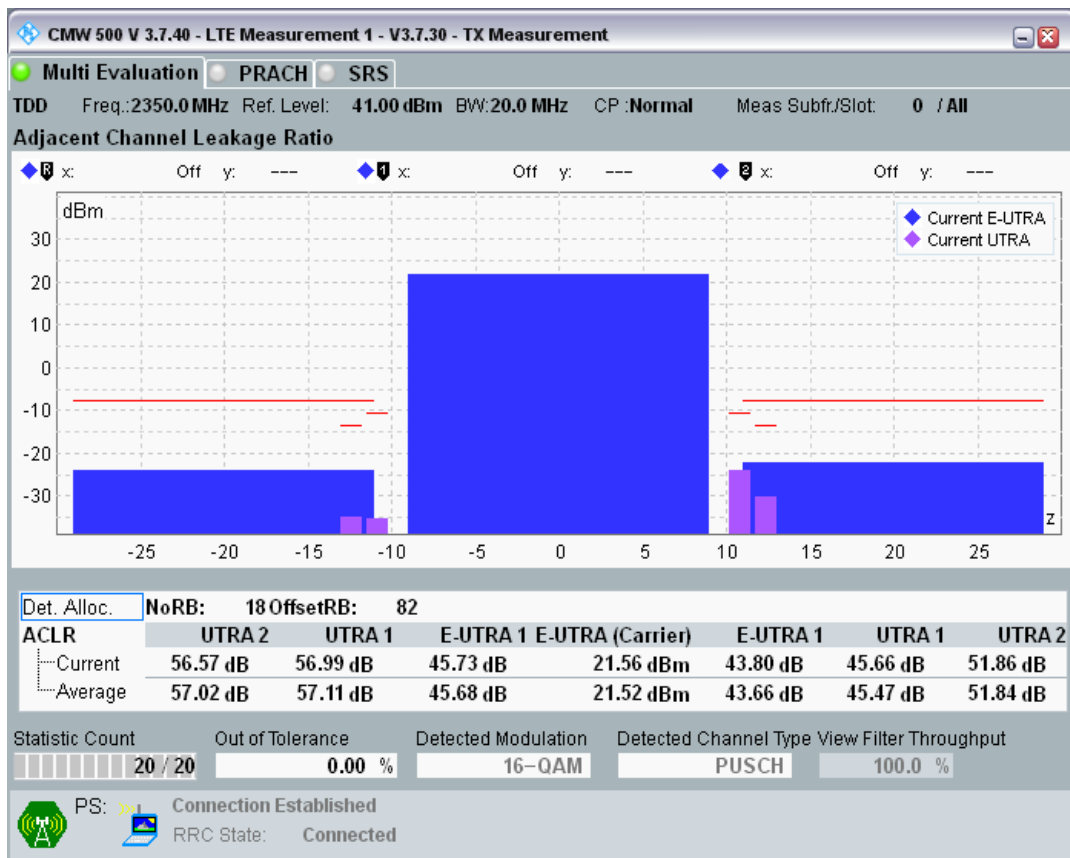 CMW 500 V 3.7.40 - LTE Measurement 1 - V3.7.30 - TX Measurement
Multi Evaluation PRACH SRS
TDD Freq.:2350.0 MHz Ref. Level: 41.00 dBm BW:20.0 MHz CP :Normal Meas Subfr./Slot: 0 / All
Adjacent Channel Leakage Ratio
R x: Off y: --- 1 x: Off y: --- 2 x: Off y: ---
dBm
Current E-UTRA
Current UTRA
30
20
10
0
-10
-20
-30
z
-25 -20 -15 -10 -5 0 5 10 15 20 25
Det. Alloc. NoRB: 18 OffsetRB: 82
ACLR UTRA 2 UTRA 1 E-UTRA 1 E-UTRA (Carrier) E-UTRA 1 UTRA 1 UTRA 2
Current 56.57 dB 56.99 dB 45.73 dB 21.56 dBm 43.80 dB 45.66 dB 51.86 dB
Average 57.02 dB 57.11 dB 45.68 dB 21.52 dBm 43.66 dB 45.47 dB 51.84 dB
Statistic Count Out of Tolerance Detected Modulation Detected Channel Type View Filter Throughput
20 / 20 0.00 % 16-QAM PUSCH 100.0 %
PS: Connection Established
RRC State: Connected